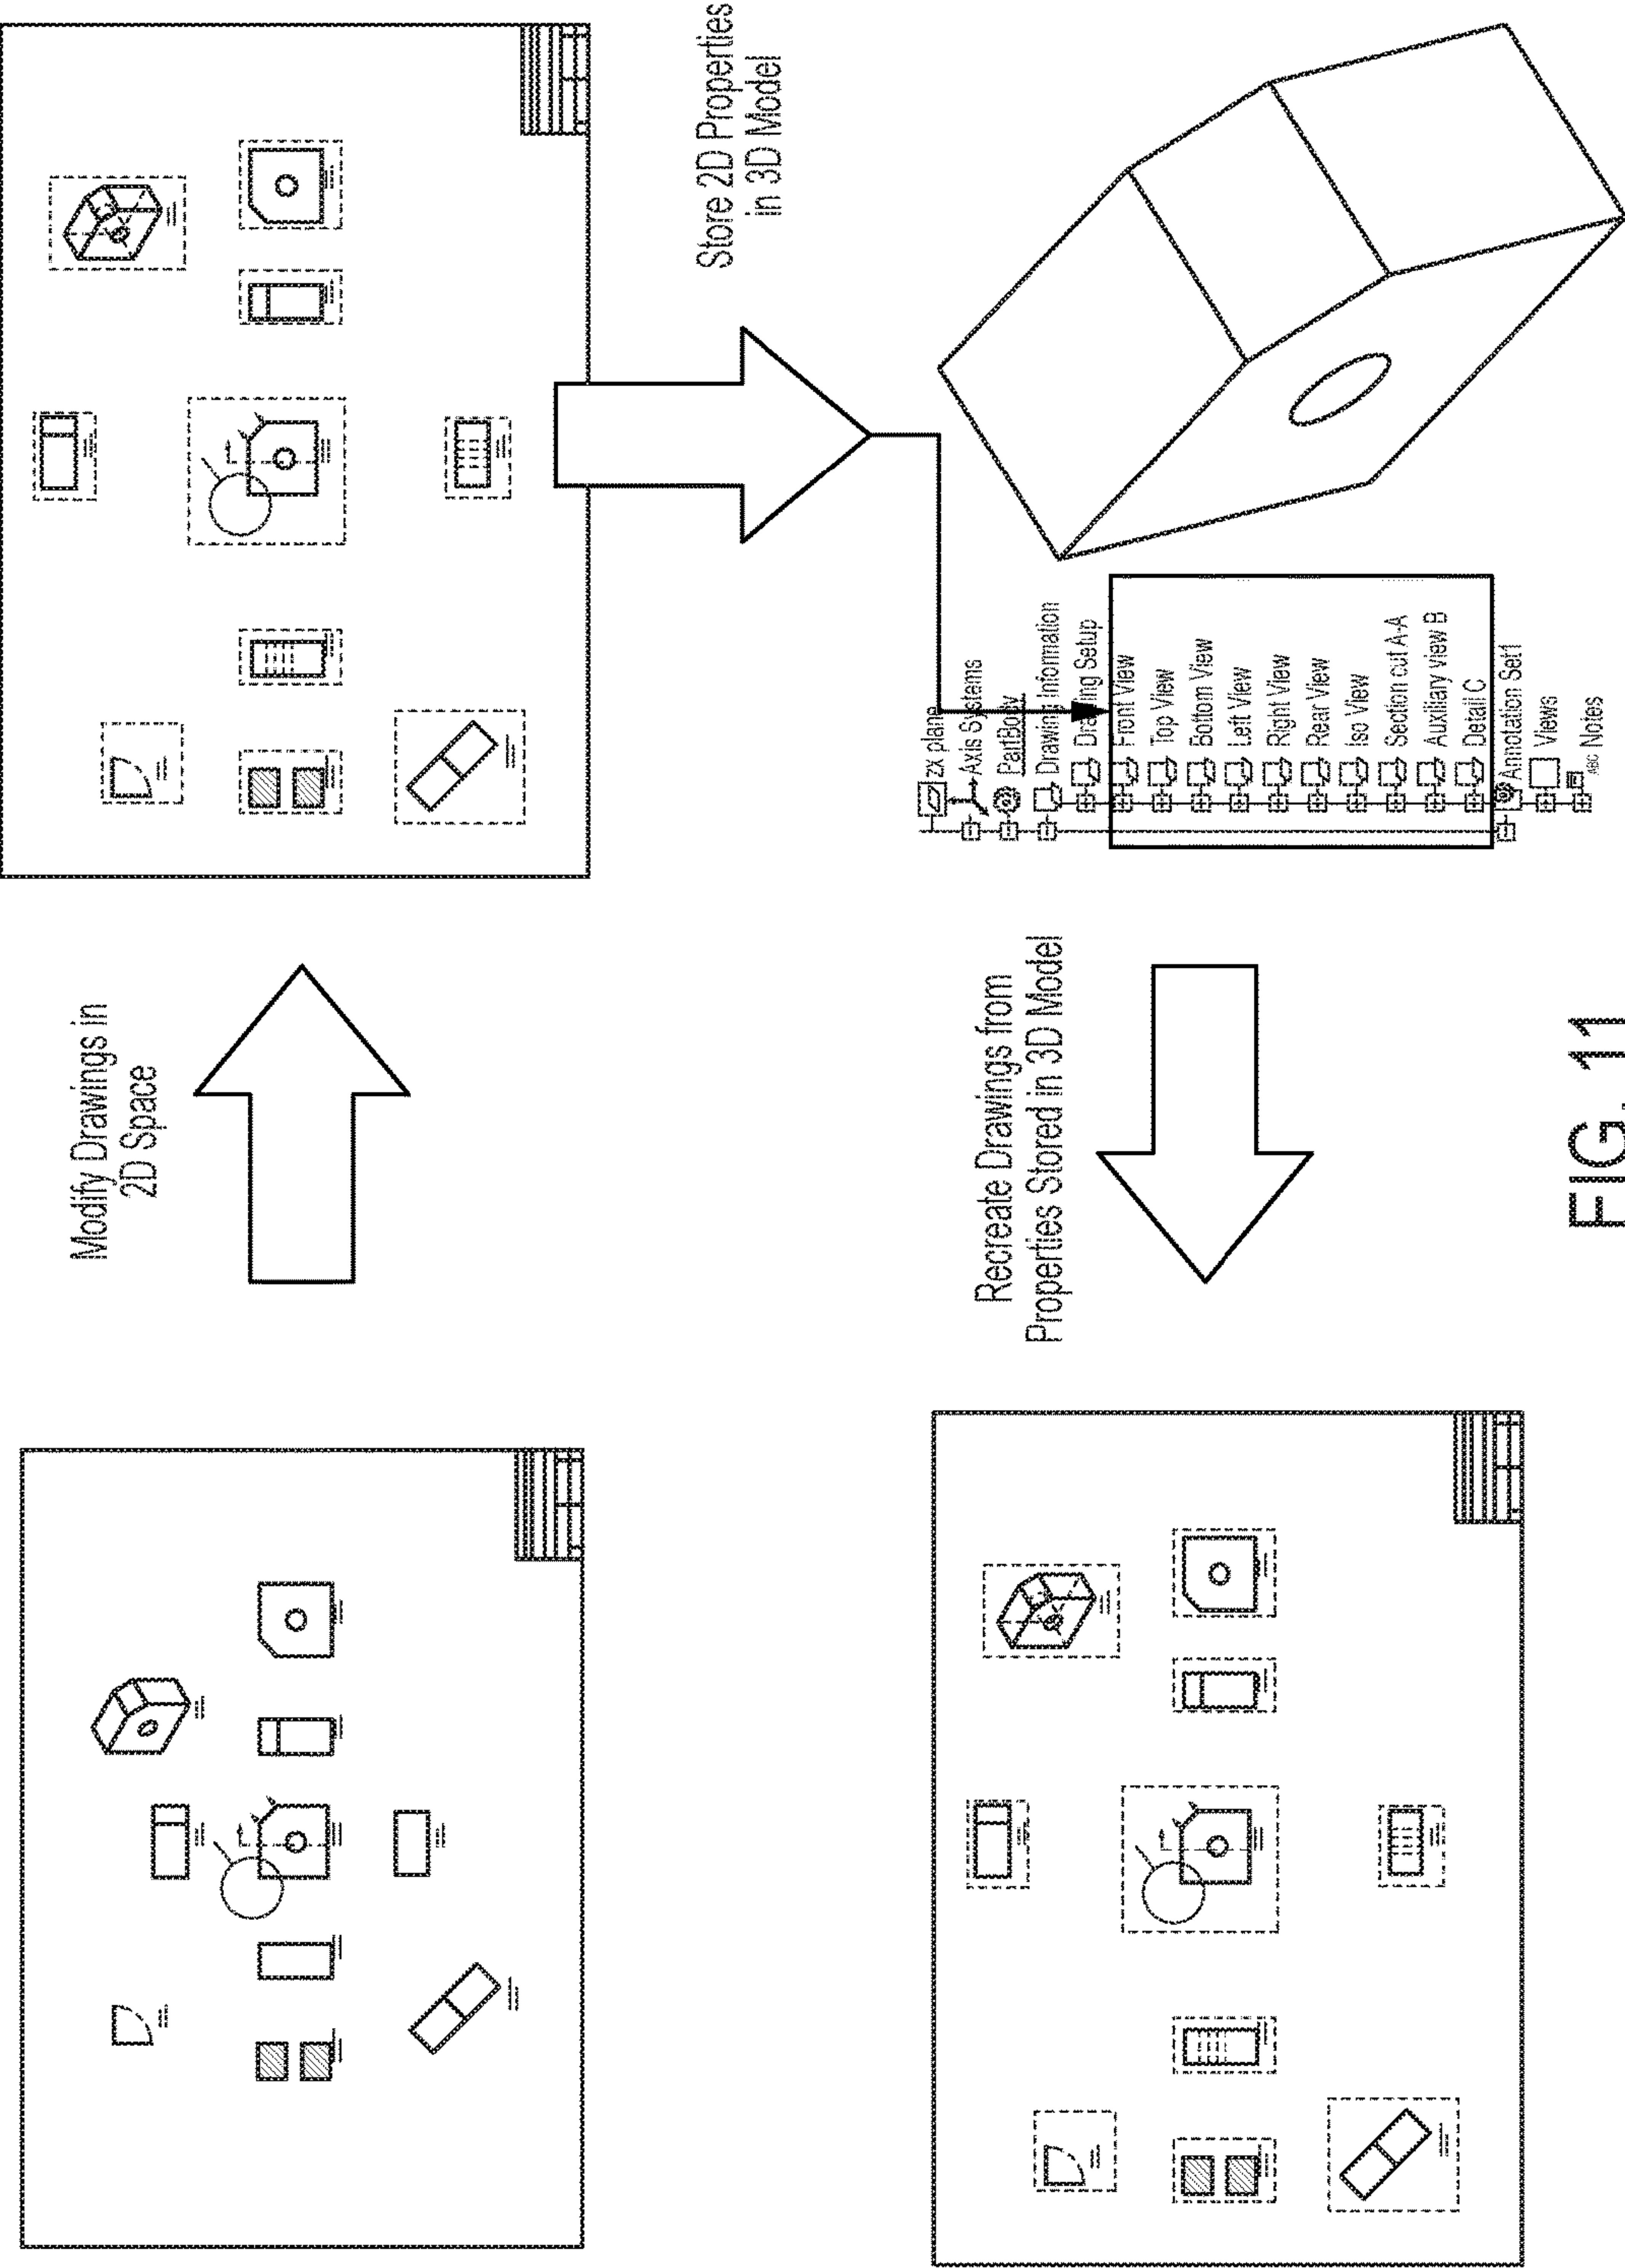 Modify Drawings in
2D Space
Store 2D Properties
in 3D Model
zx plane
Axis Systems
PartBody
Drawing Information
Drawing Setup
Front View
Top View
Bottom View
Left View
Right View
Rear View
Iso View
Section cut A-A
Auxiliary view B
Detail C
Annotation Set1
Views
ABC
Notes
Recreate Drawings from
Properties Stored in 3D Model
FIG. 11